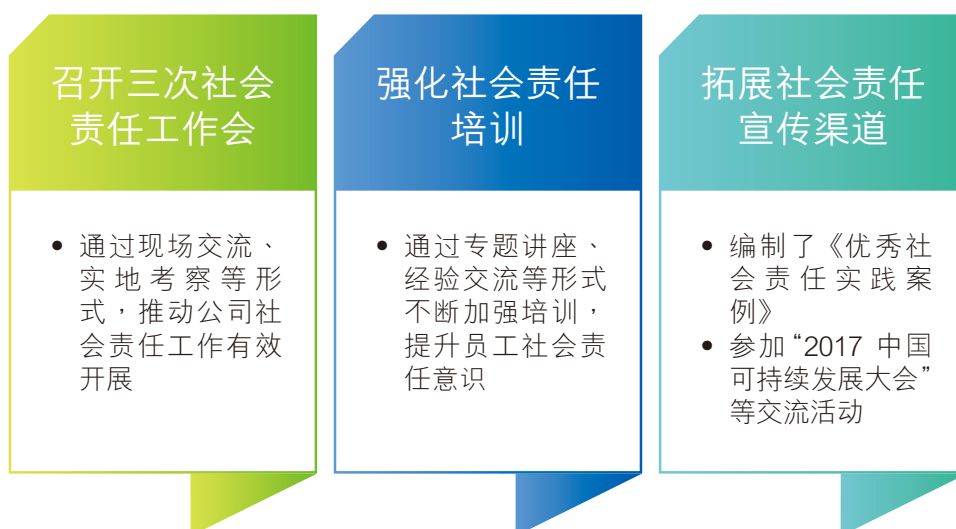 召开三次社会
责任工作会
• 通过现场交流、
实地考察等形
式，推动公司社
会责任工作有效
开展
强化社会责任
培训
• 通过专题讲座、
经验交流等形式
不断加强培训，
提升员工社会责
任意识
拓展社会责任
宣传渠道
• 编制了《优秀社
会责任实践案
例》
• 参加“2017 中国
可持续发展大会”
等交流活动